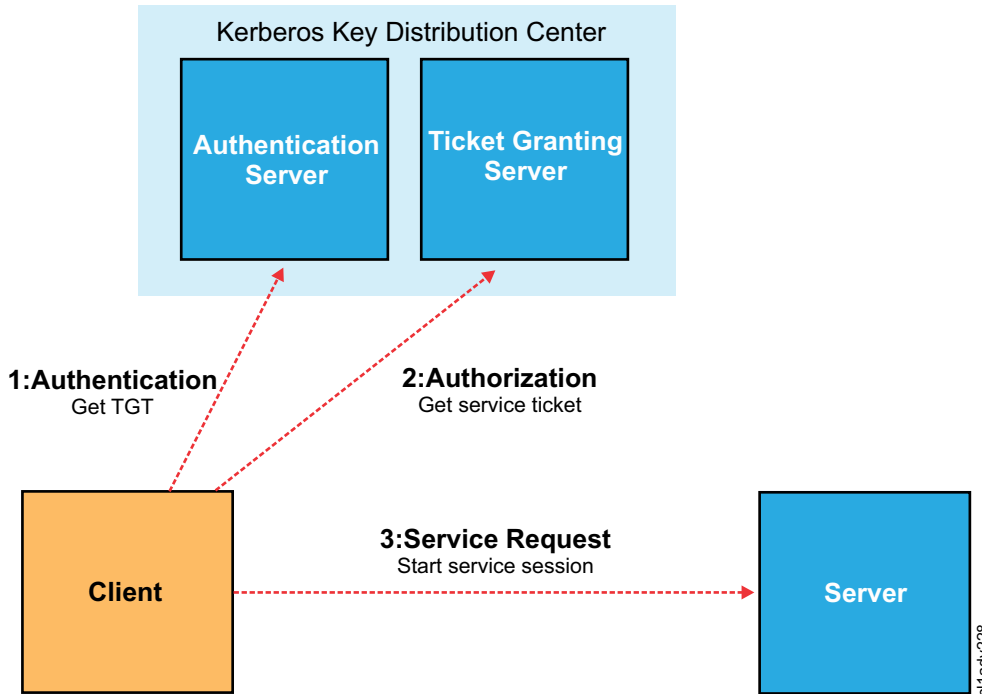 Kerberos Key Distribution Center
Authentication
Server
Ticket Granting
Server
1:Authentication
Get TGT
2:Authorization
Get service ticket
3:Service Request
Start service session
Client
Server